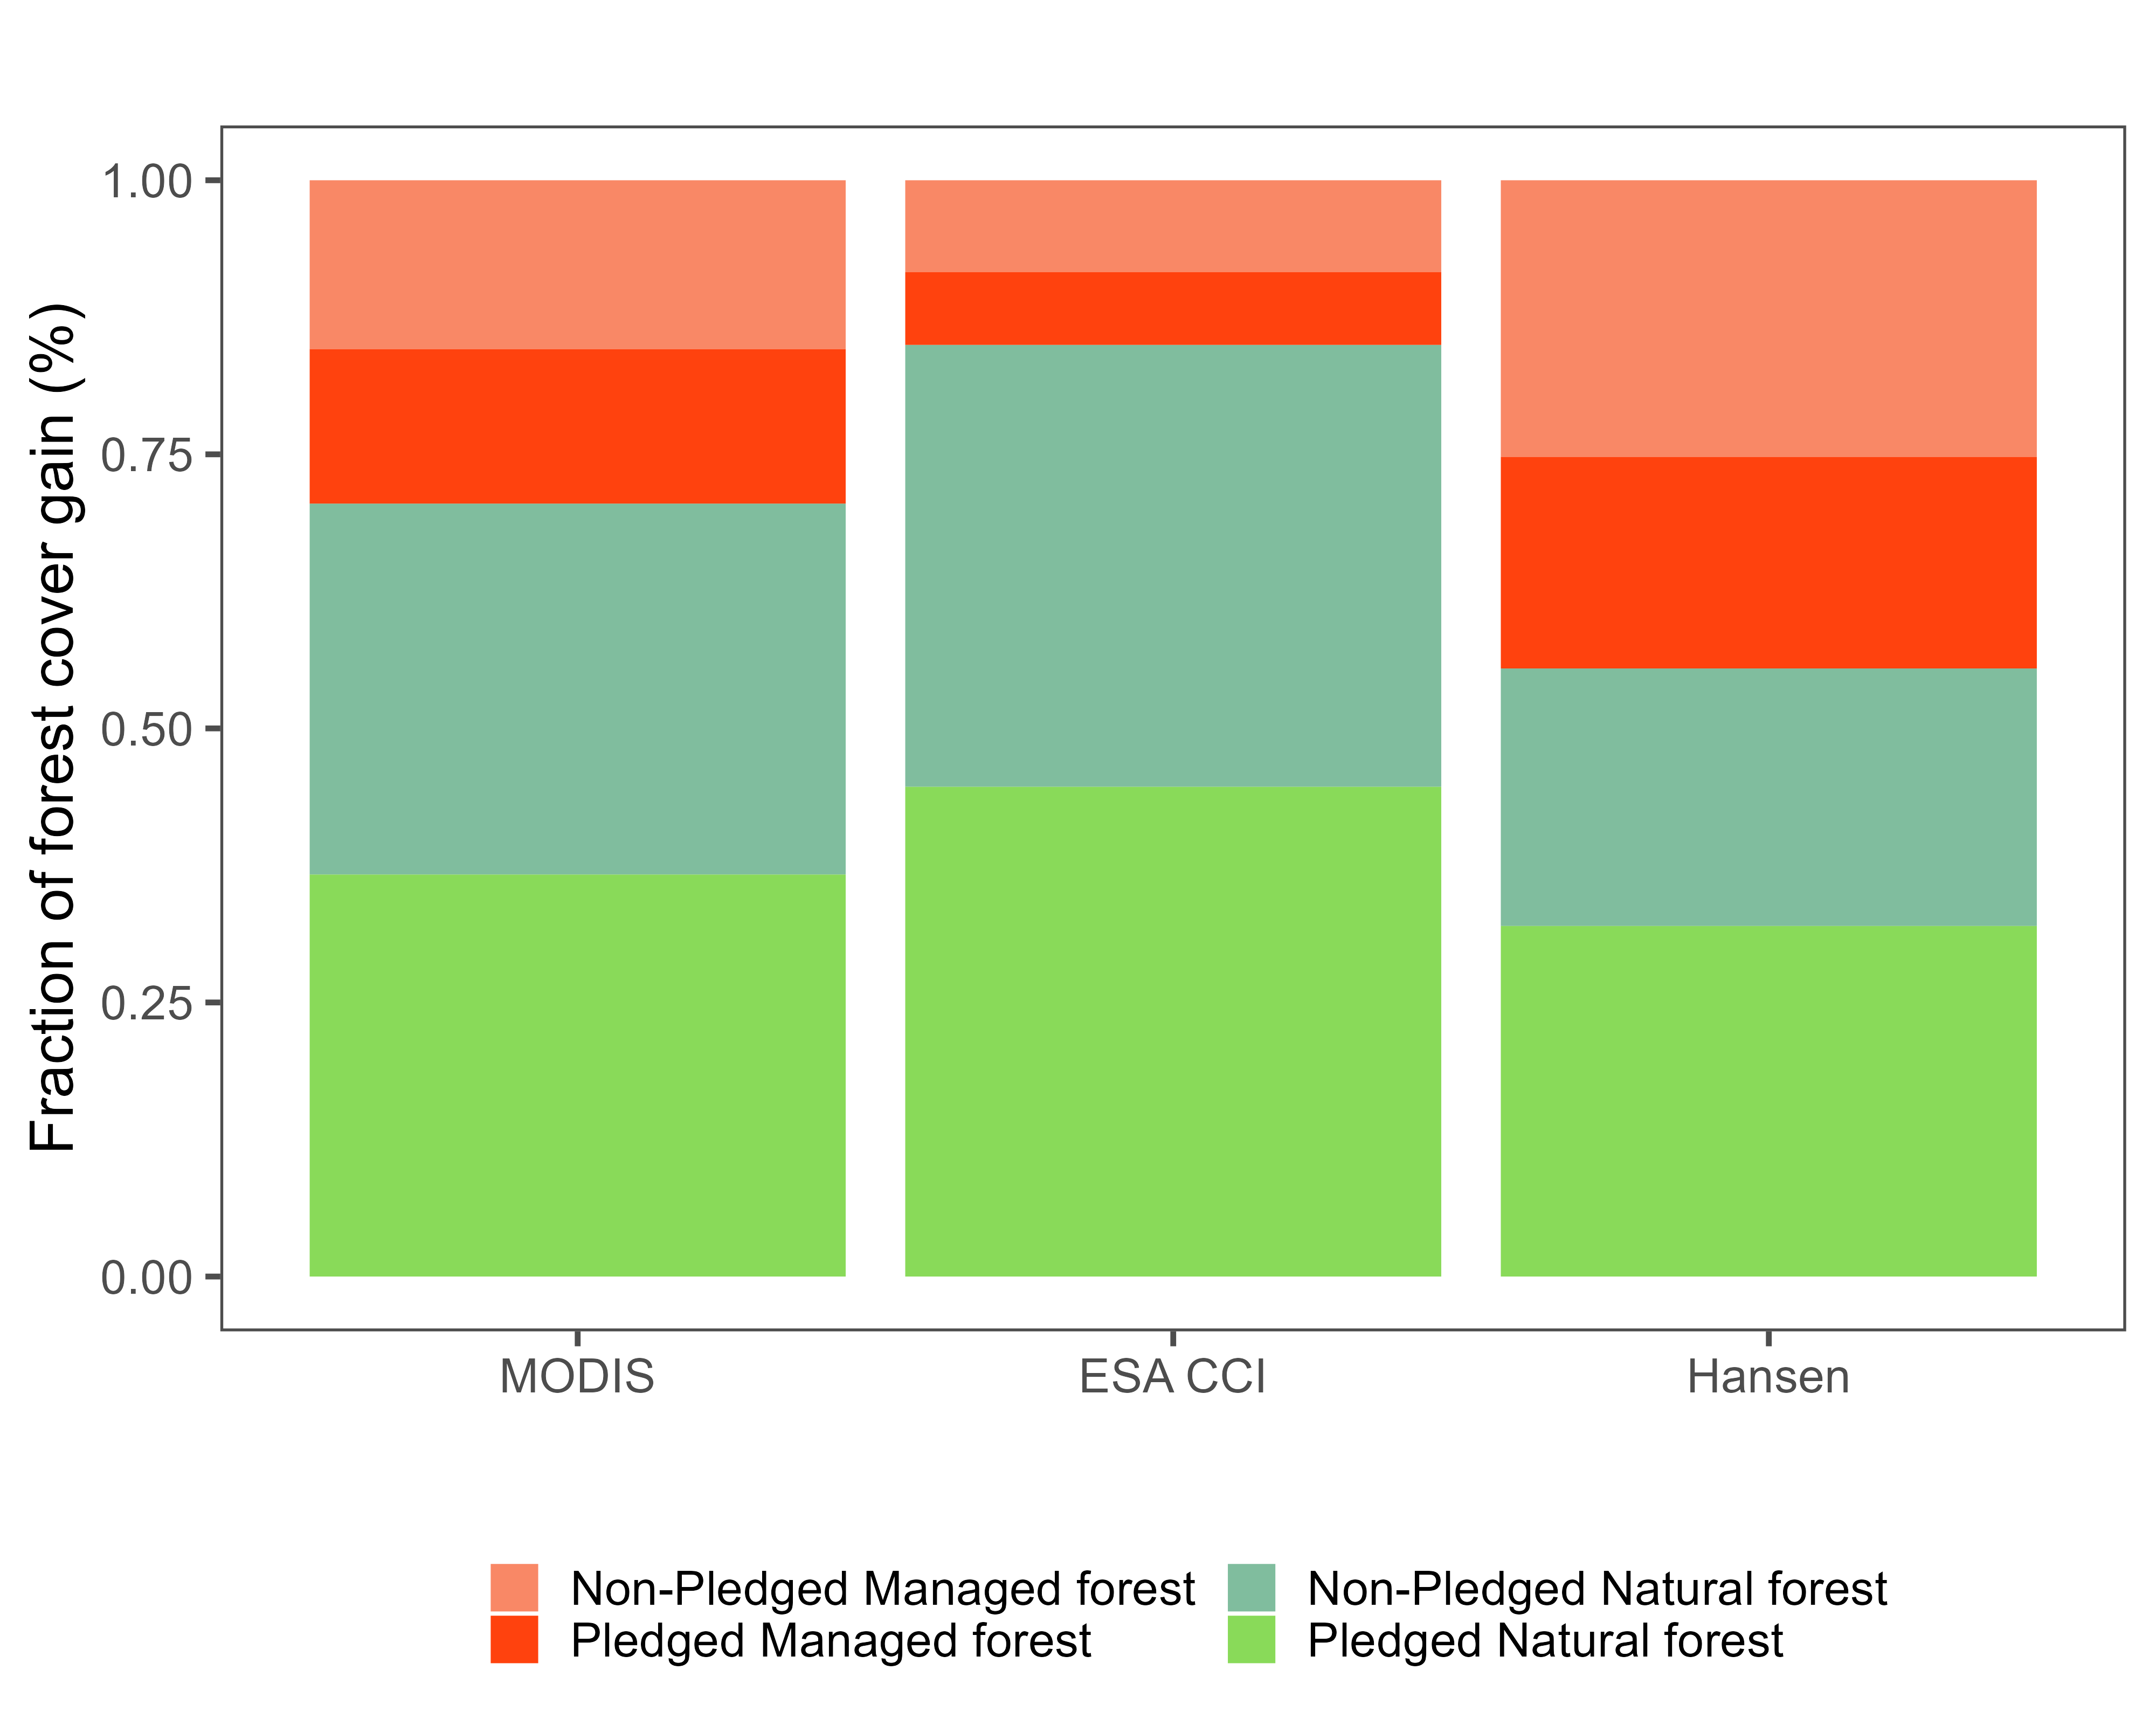 Fraction of forest cover gain (%)
1.00
0.75
0.50
0.25
0.00
MODIS
ESA CCI
Hansen
Non-Pledged Managed forest
Non-Pledged Natural forest
Pledged Managed forest
Pledged Natural forest